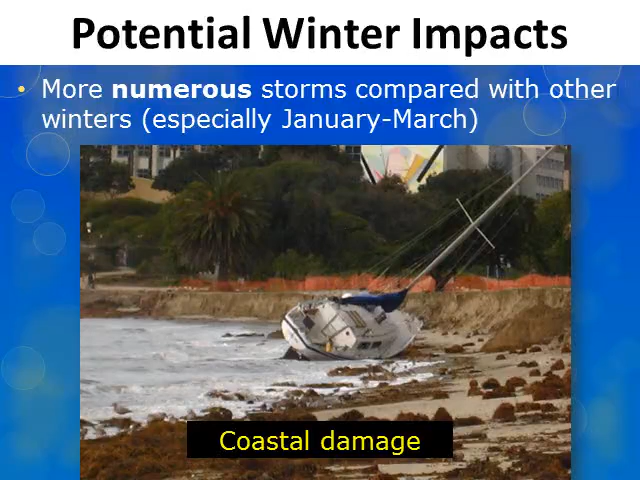 Potential Winter Impacts
• More numerous storms compared with other
winters (especially January-March)
Coastal damage